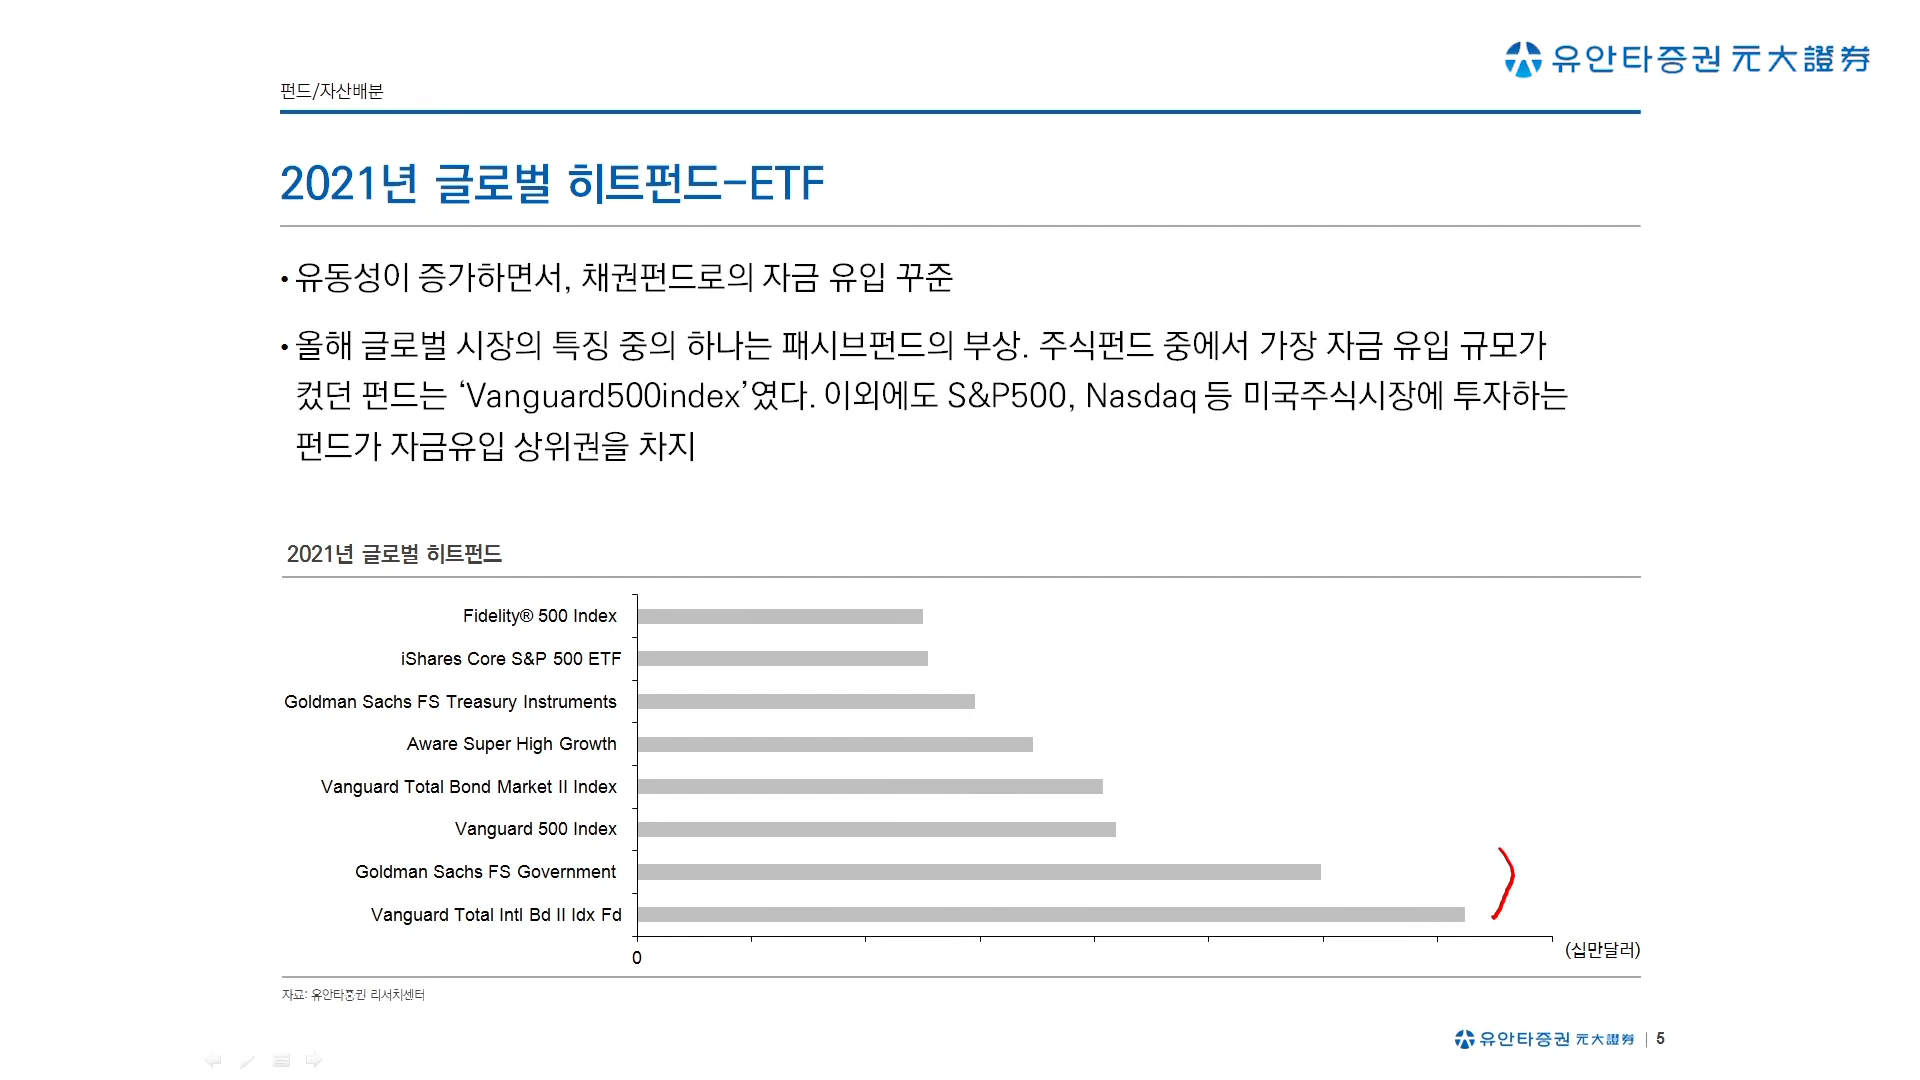 유안타증권 元大證券
펀드/자산배분
2021년 글로벌 히트펀드-ETF
• 유동성이 증가하면서, 채권펀드로의 자금 유입 꾸준
• 올해 글로벌 시장의 특징 중의 하나는 패시브펀드의 부상. 주식펀드 중에서 가장 자금 유입 규모가
컸던 펀드는 ‘Vanguard500index’였다. 이외에도 S&P500, Nasdaq 등 미국주식시장에 투자하는
펀드가 자금유입 상위권을 차지
2021년 글로벌 히트펀드
Fidelity® 500 Index
iShares Core S&P 500 ETF
Goldman Sachs FS Treasury Instruments
Aware Super High Growth
Vanguard Total Bond Market II Index
Vanguard 500 Index
Goldman Sachs FS Government
Vanguard Total Intl Bd II Idx Fd
0
(십만달러)
자료: 유안타증권 리서치센터
유안타증권 元大證券 | 5